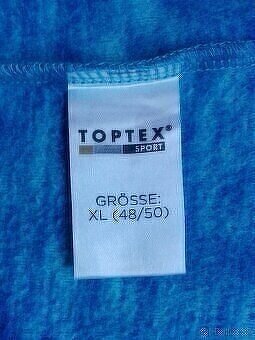 TOPTEX®
SPORT
GRÖSSE:
XL (48/50)